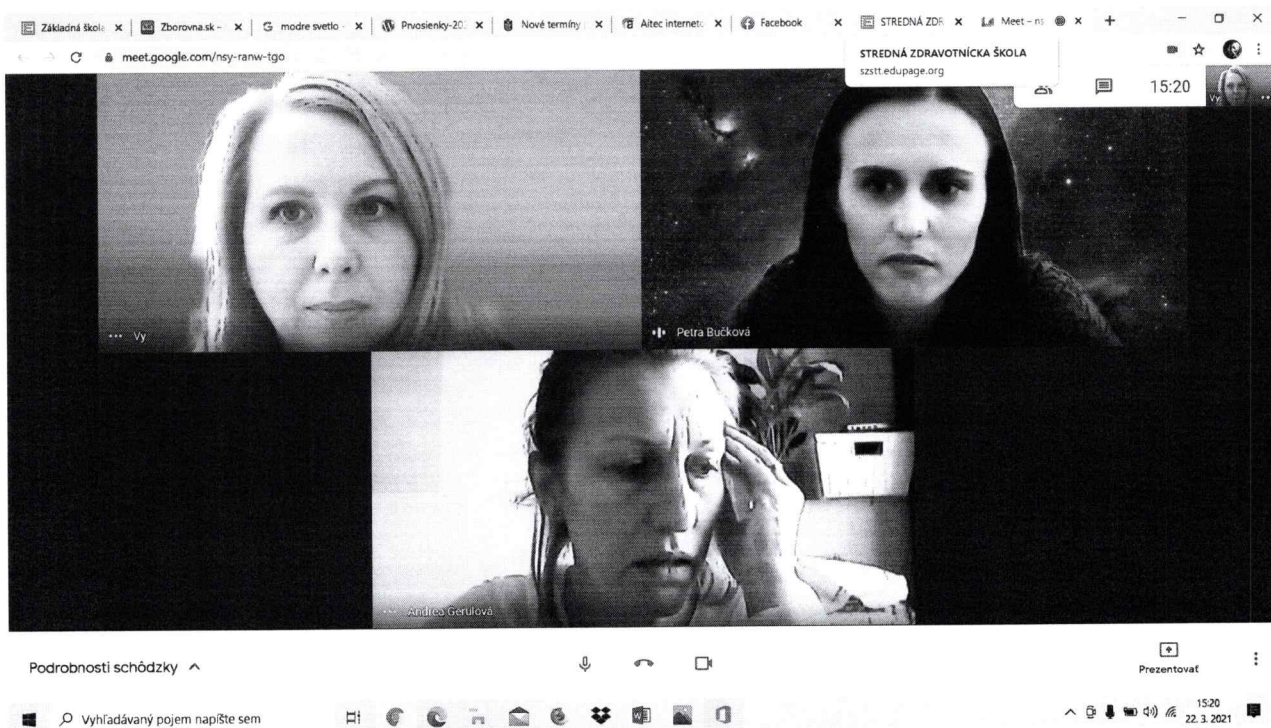 Základná škol
Zborovna.sk –
modre svetlo -
Prvosienky-20
Nové termíny
Aitec internet
Facebook
STREDNÁ ZDR
Meet – ns
meet.google.com/nsy-ranw-tgo
STREDNÁ ZDRAVOTNÍCKA ŠKOLA
szstt.edupage.org
15:20
Vy
Vy
Petra Bučková
Andrea Gerulová
Podrobnosti schôdzky
Prezentovať
Vyhľadávaný pojem napíšte sem
15:20
22. 3. 2021